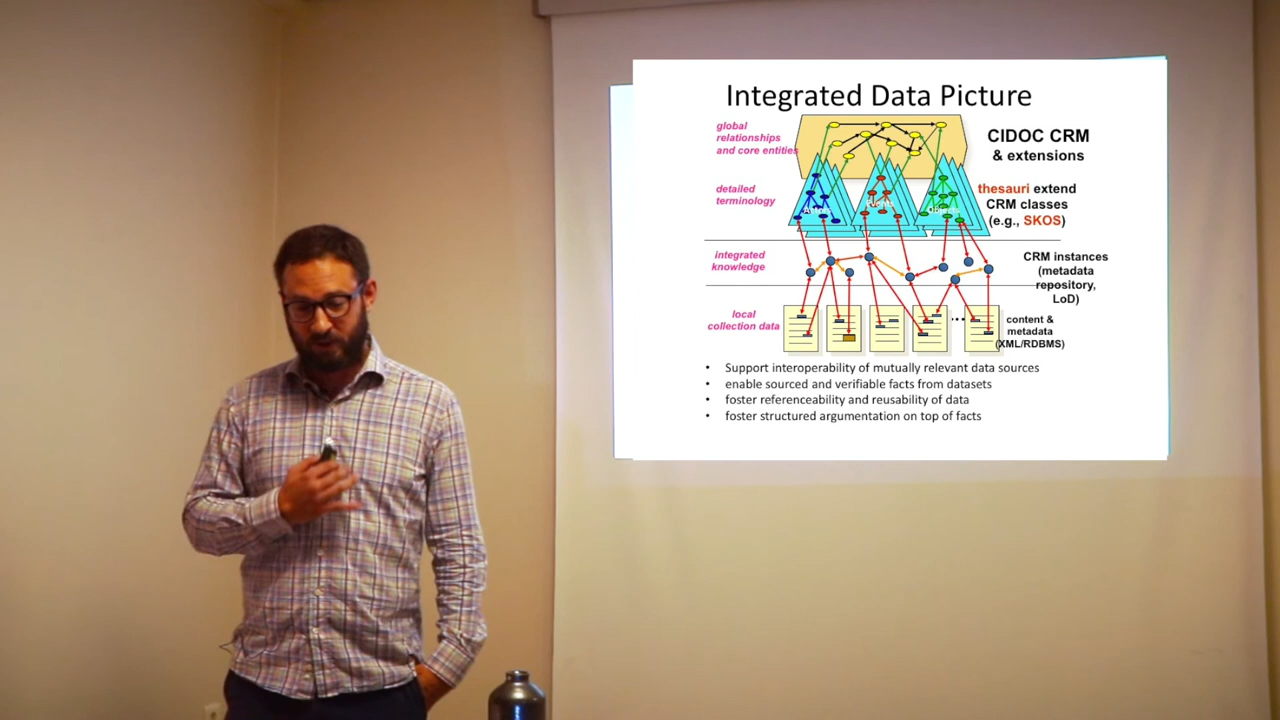 Integrated Data Picture
global
relationships
and core entities
CIDOC CRM
& extensions
detailed
terminology
Events
thesauri extend
CRM classes
(e.g., SKOS)
integrated
knowledge
CRM instances
(metadata
repository,
LoD)
local
collection data
content &
metadata
(XML/RDBMS)
• Support interoperability of mutually relevant data sources
• enable sourced and verifiable facts from datasets
• foster referenceability and reusability of data
• foster structured argumentation on top of facts